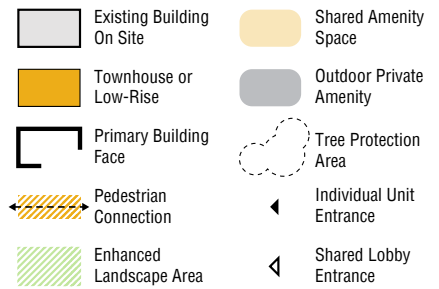 Existing Building
On Site
Townhouse or
Low-Rise
Primary Building
Face
Pedestrian
Connection
Enhanced
Landscape Area
Shared Amenity
Space
Outdoor Private
Amenity
Tree Protection
Area
Individual Unit
Entrance
Shared Lobby
Entrance